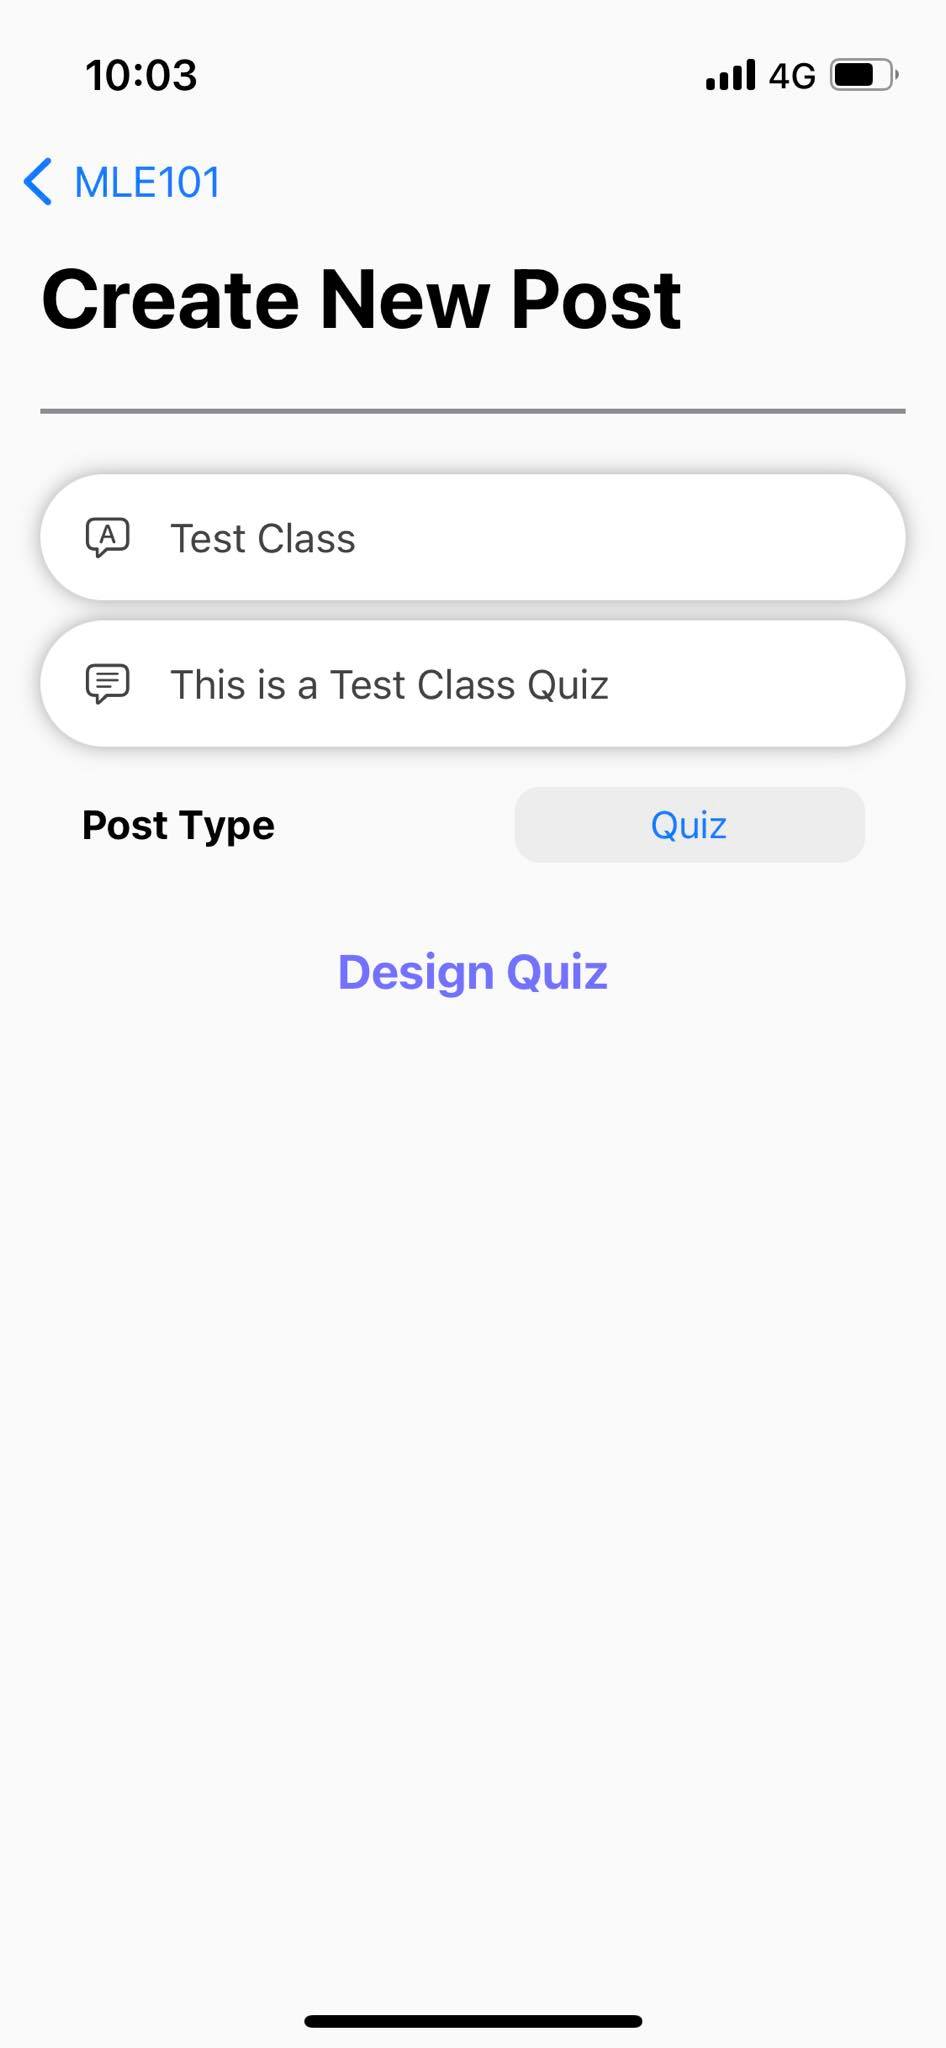 10:03 4G
MLE101
Create New Post
A Test Class
This is a Test Class Quiz
Post Type Quiz
Design Quiz